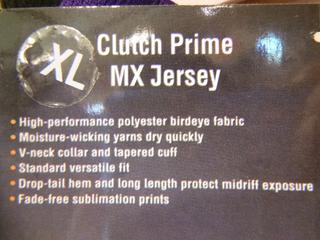 XL
Clutch Prime
MX Jersey
• High-performance polyester birdeye fabric
• Moisture-wicking yarns dry quickly
• V-neck collar and tapered cuff
• Standard versatile fit
• Drop-tail hem and long length protect midriff exposure
• Fade-free sublimation prints